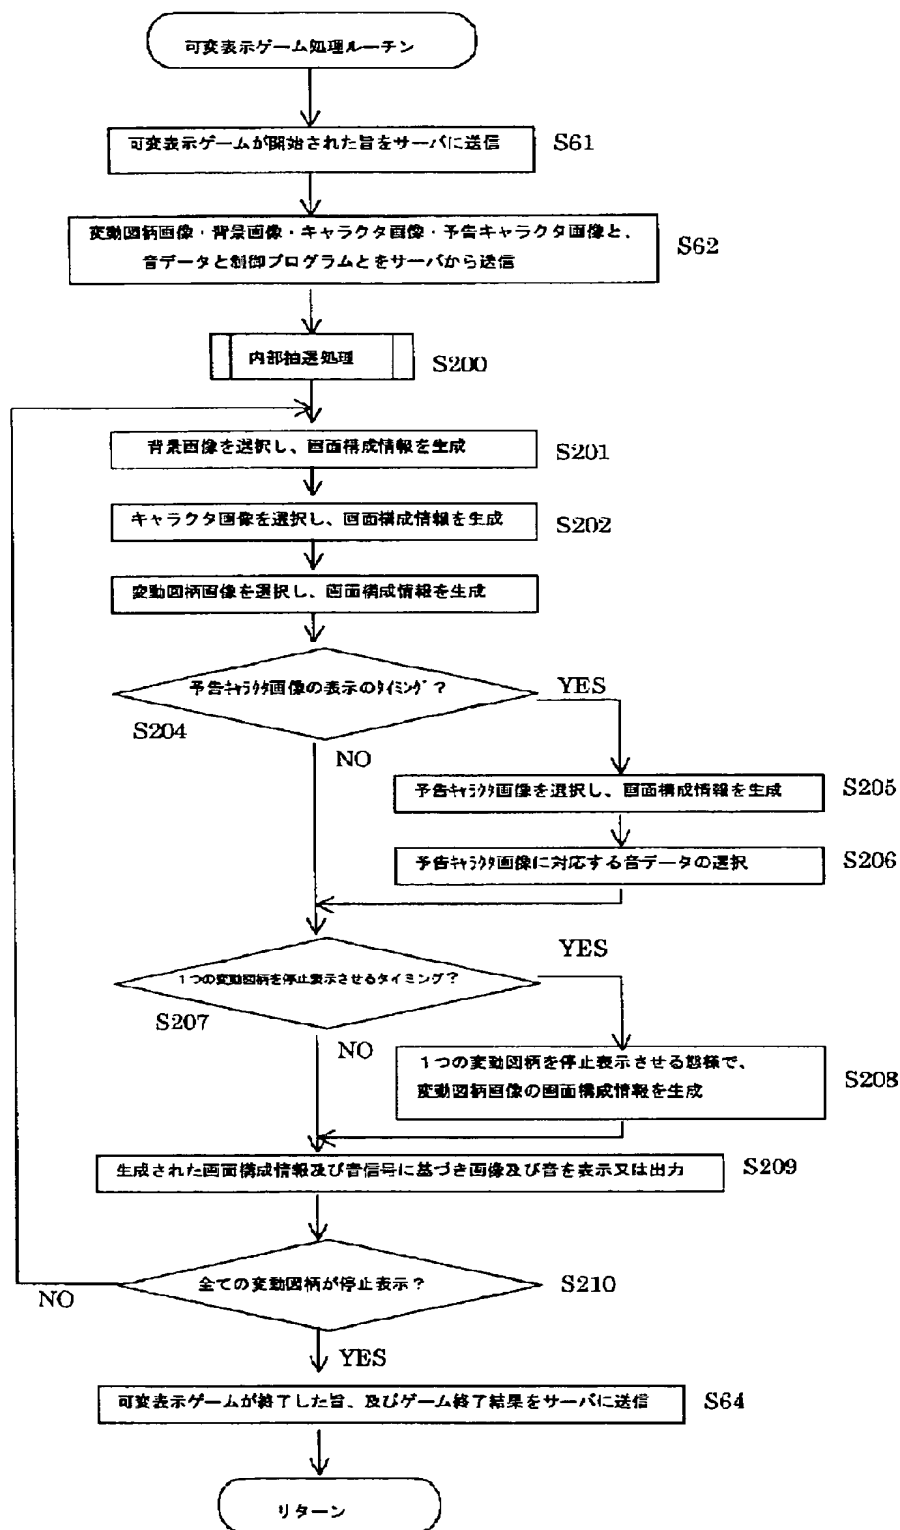 可変表示ゲーム処理ルーチン
可変表示ゲームが開始された旨をサーバに送信
S61
変動図柄画像・背景画像・キャラクタ画像・予告キャラクタ画像と、
音データと制御プログラムとをサーバから送信
S62
内部抽選処理
S200
背景画像を選択し、画面構成情報を生成
S201
キャラクタ画像を選択し、画面構成情報を生成
S202
変動図柄画像を選択し、画面構成情報を生成
予告ｷｬﾗｸﾀ画像の表示のﾀｲﾐﾝｸﾞ？
YES
S204
NO
予告ｷｬﾗｸﾀ画像を選択し、画面構成情報を生成
S205
予告ｷｬﾗｸﾀ画像に対応する音データの選択
S206
１つの変動図柄を停止表示させるタイミング？
YES
S207
NO
１つの変動図柄を停止表示させる態様で、
変動図柄画像の画面構成情報を生成
S208
生成された画面構成情報及び音信号に基づき画像及び音を表示又は出力
S209
全ての変動図柄が停止表示？
S210
NO
YES
可変表示ゲームが終了した旨、及びゲーム終了結果をサーバに送信
S64
リターン